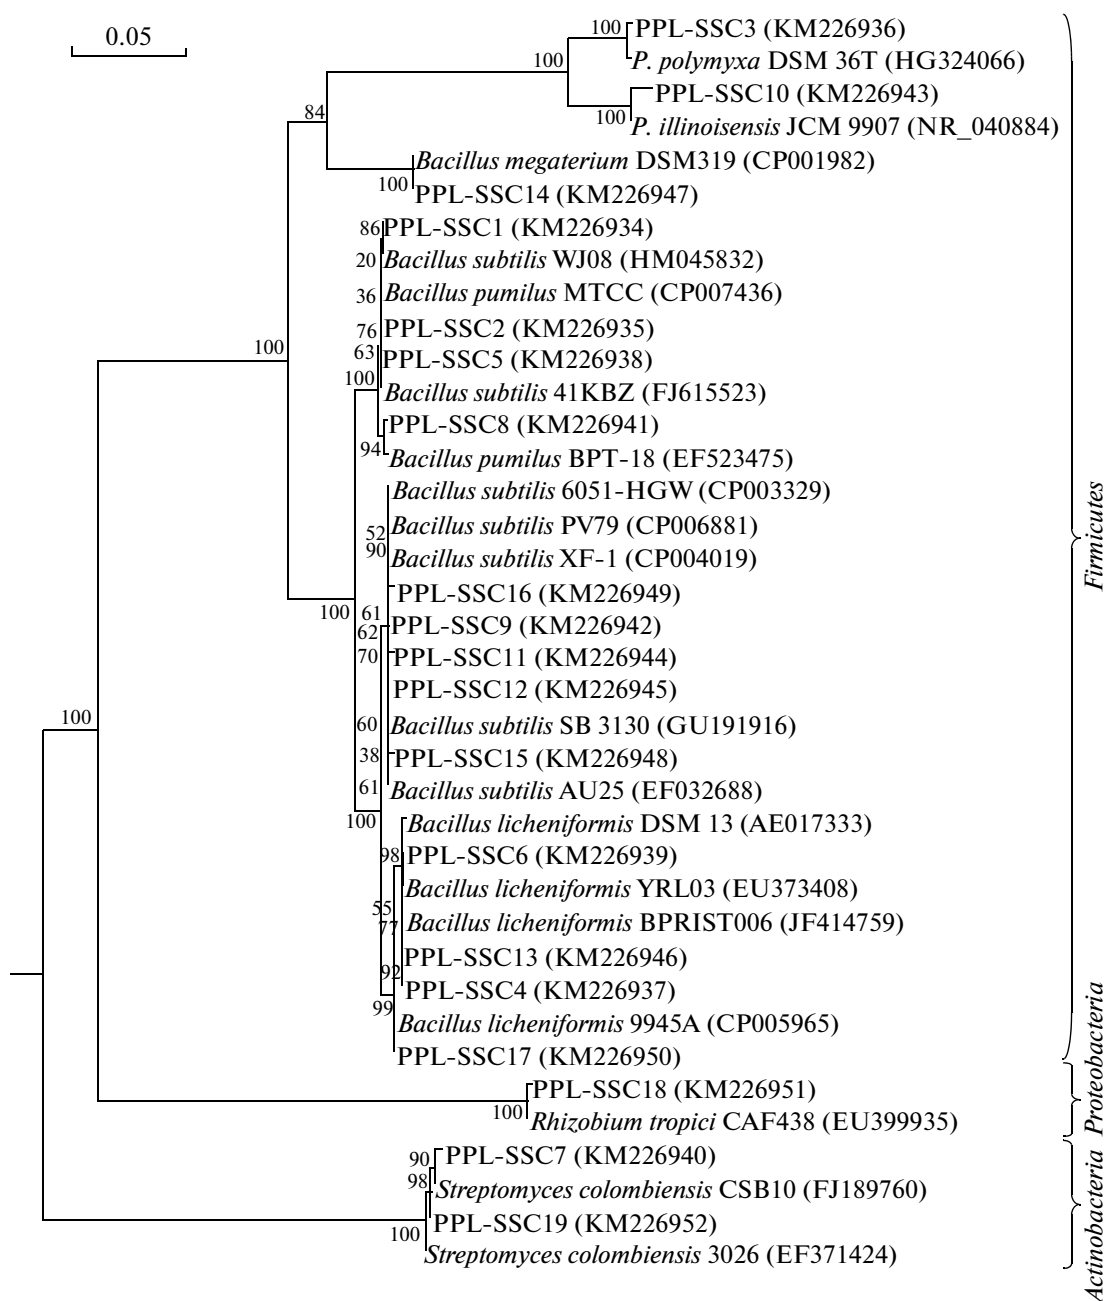 0.05
100
PPL-SSC3 (KM226936)
P. polymyxa DSM 36T (HG324066)
100
PPL-SSC10 (KM226943)
100
P. illinoisensis JCM 9907 (NR_040884)
84
Bacillus megaterium DSM319 (CP001982)
100
PPL-SSC14 (KM226947)
86
PPL-SSC1 (KM226934)
20
Bacillus subtilis WJ08 (HM045832)
36
Bacillus pumilus MTCC (CP007436)
76
PPL-SSC2 (KM226935)
63
PPL-SSC5 (KM226938)
100
100
Bacillus subtilis 41KBZ (FJ615523)
PPL-SSC8 (KM226941)
94
Bacillus pumilus BPT-18 (EF523475)
Bacillus subtilis 6051-HGW (CP003329)
52
Bacillus subtilis PV79 (CP006881)
90
Bacillus subtilis XF-1 (CP004019)
PPL-SSC16 (KM226949)
100
61
62
PPL-SSC9 (KM226942)
70
PPL-SSC11 (KM226944)
PPL-SSC12 (KM226945)
100
60
Bacillus subtilis SB 3130 (GU191916)
38
PPL-SSC15 (KM226948)
61
Bacillus subtilis AU25 (EF032688)
100
Bacillus licheniformis DSM 13 (AE017333)
98
PPL-SSC6 (KM226939)
Bacillus licheniformis YRL03 (EU373408)
55
77
Bacillus licheniformis BPRIST006 (JF414759)
PPL-SSC13 (KM226946)
92
PPL-SSC4 (KM226937)
99
Bacillus licheniformis 9945A (CP005965)
PPL-SSC17 (KM226950)
PPL-SSC18 (KM226951)
100
Rhizobium tropici CAF438 (EU399935)
90
PPL-SSC7 (KM226940)
98
Streptomyces colombiensis CSB10 (FJ189760)
PPL-SSC19 (KM226952)
100
Streptomyces colombiensis 3026 (EF371424)
Firmicutes
Proteobacteria
Actinobacteria